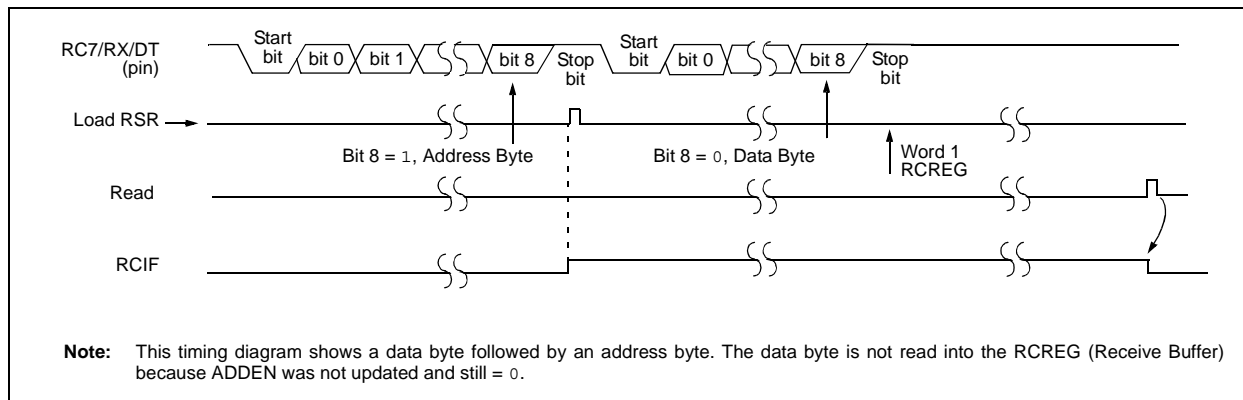 RC7/RX/DT
(pin)
Start
bit
bit 0
bit 1
bit 8
Stop
bit
Start
bit
bit 0
bit 8
Stop
bit
Load RSR
Bit 8 = 1, Address Byte
Bit 8 = 0, Data Byte
Word 1
RCREG
Read
RCIF
Note: This timing diagram shows a data byte followed by an address byte. The data byte is not read into the RCREG (Receive Buffer)
because ADDEN was not updated and still = 0.